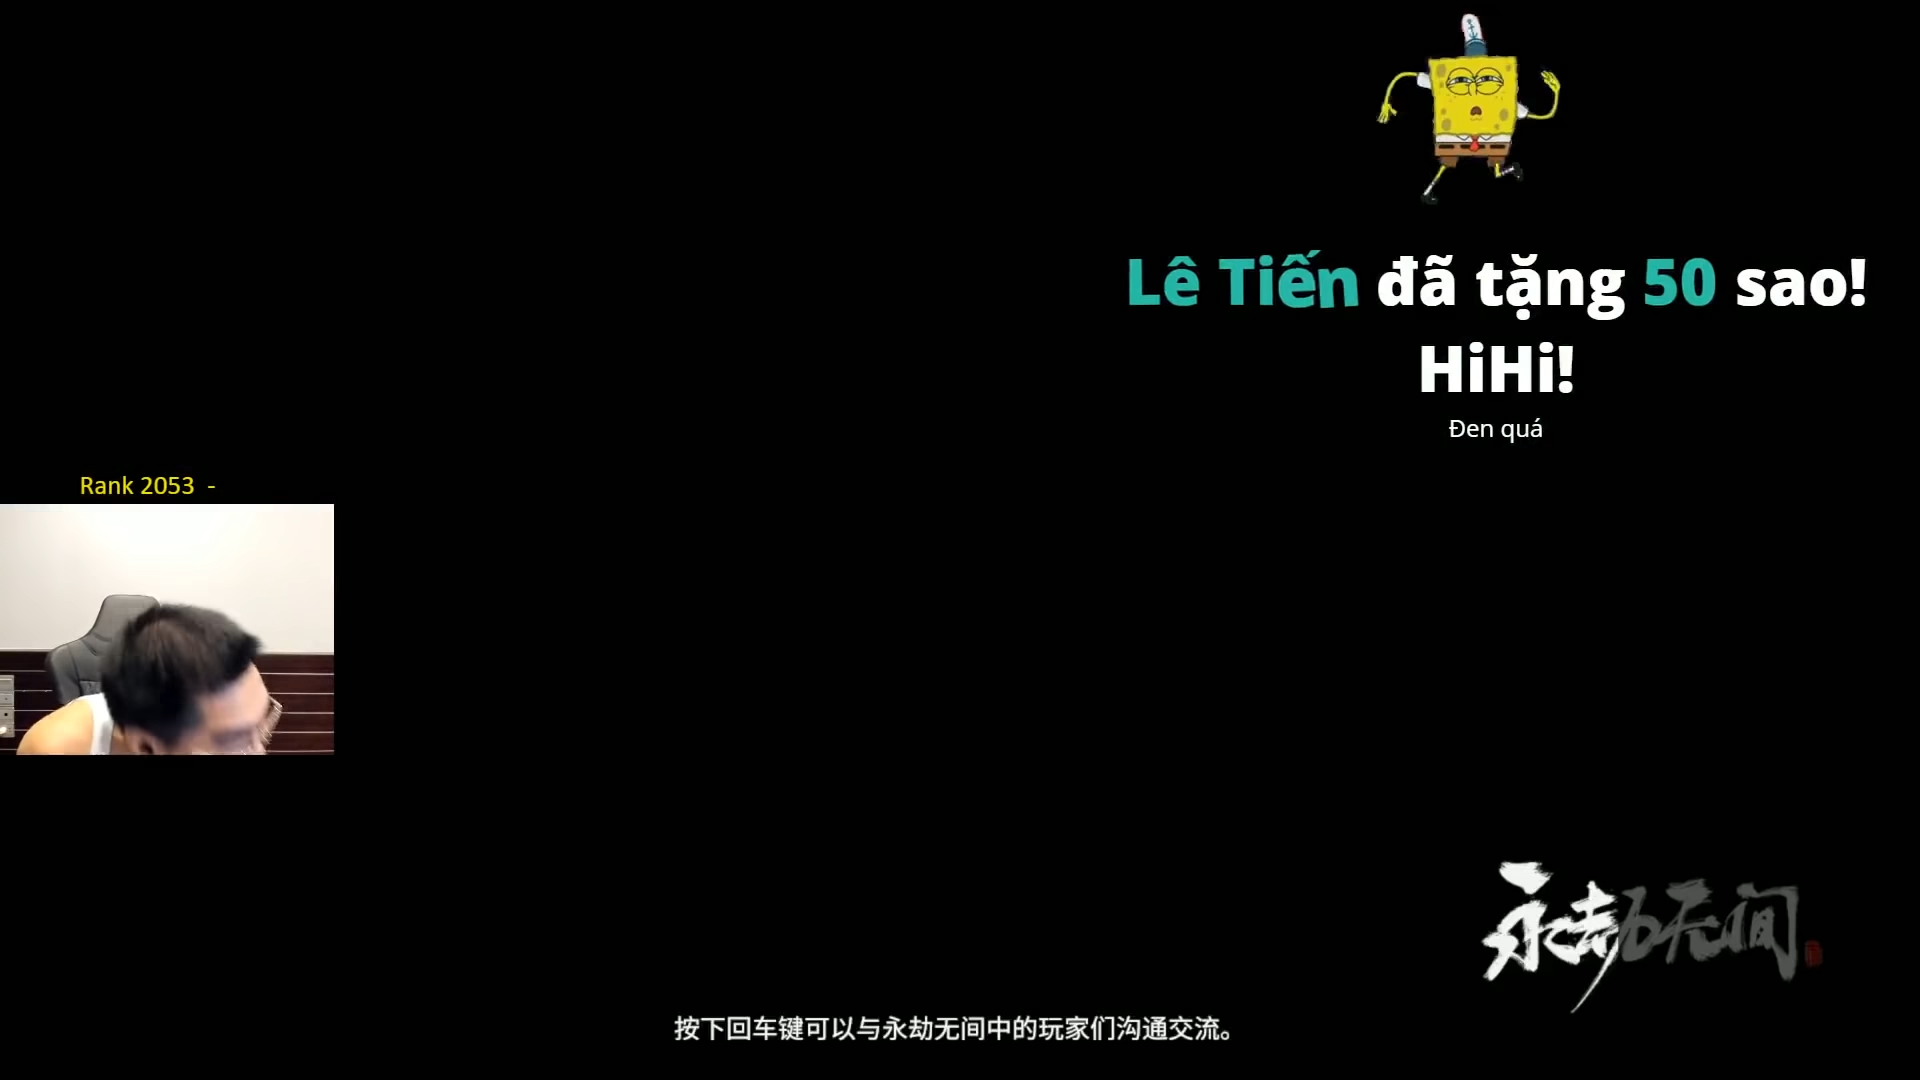 Lê Tiến đã tặng 50 sao!
HiHi!
Đen quá
Rank 2053 -
永劫无间
按下回车键可以与永劫无间中的玩家们沟通交流。